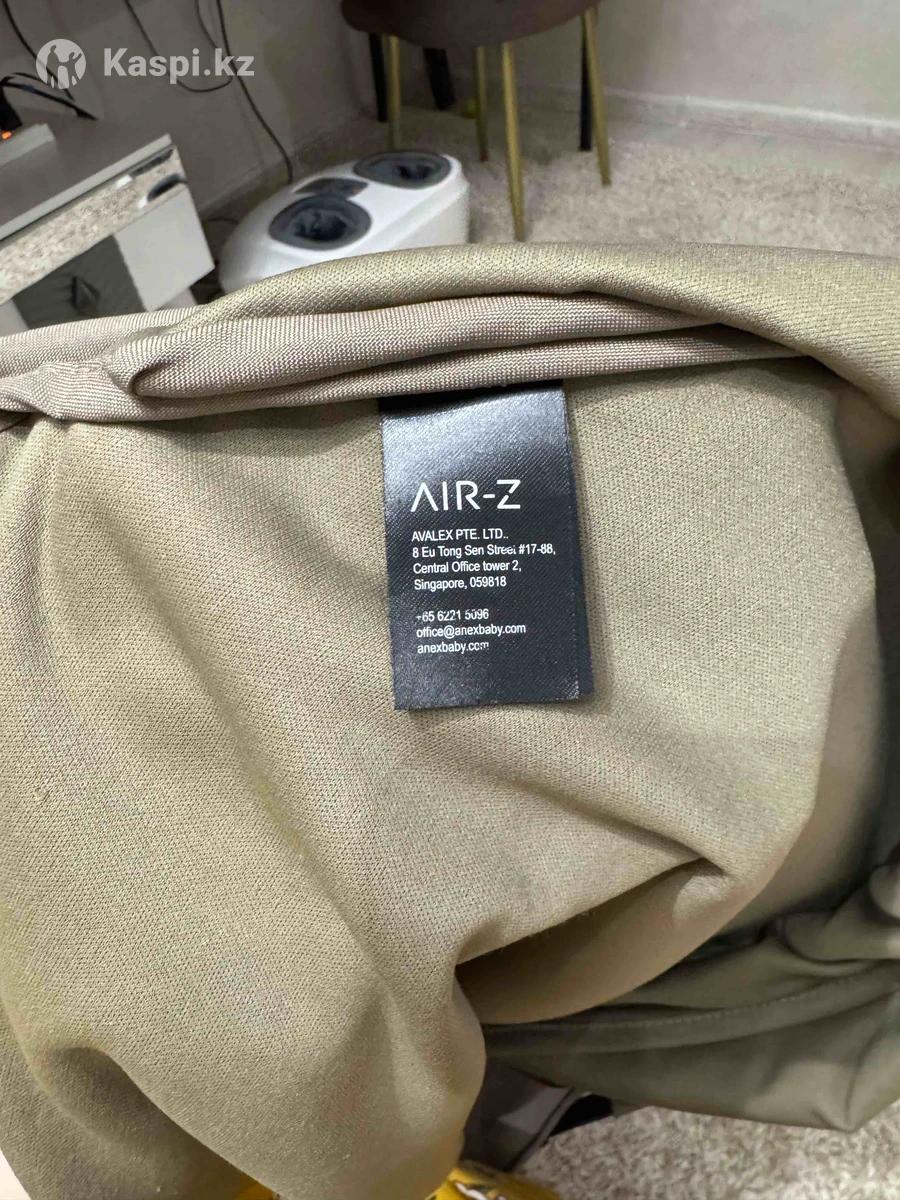 Kaspi.kz
AIR-Z
AVALEX PTE. LTD..
8 Eu Tong Sen Street #17-88,
Central Office tower 2,
Singapore, 059818
+65 6221 5096
office@anexbaby.com
anexbaby.com